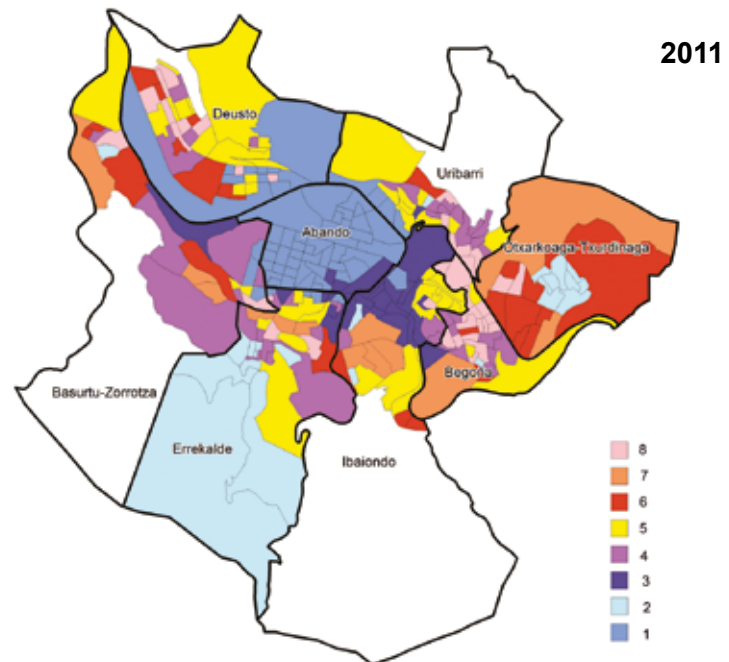 2011
Deusto
Uribarri
Abando
Otxarkoaga-Txurdinaga
Begoña
Basurtu-Zorrotza
Errekalde
Ibaiondo
8
7
6
5
4
3
2
1